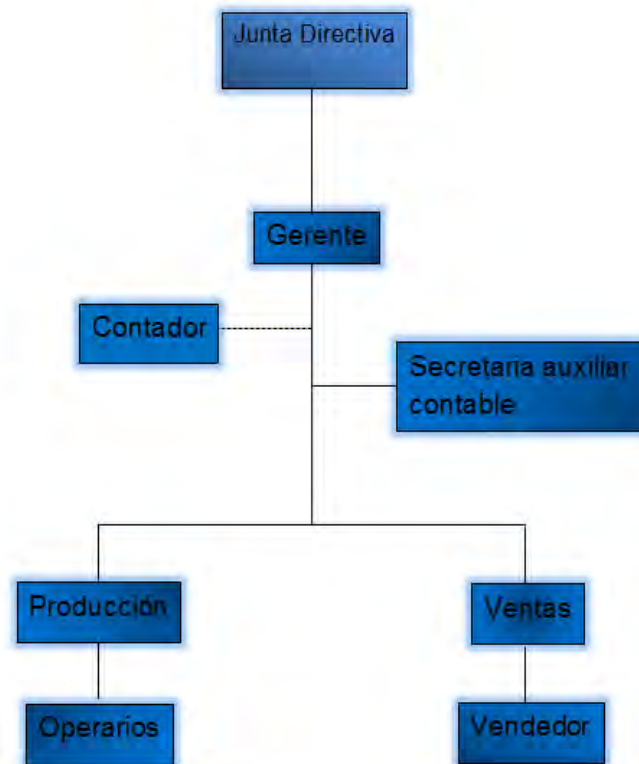 Junta Directiva
Gerente
Contador
Secretaria auxiliar
contable
Producción
Ventas
Operarios
Vendedor